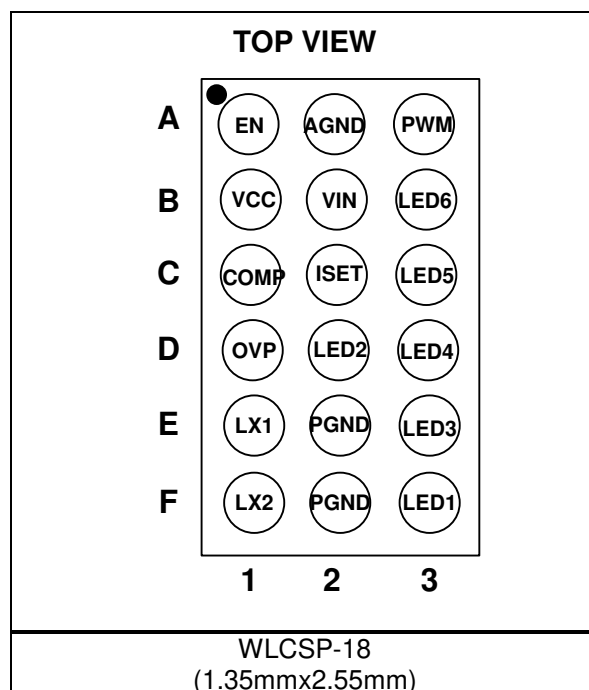 TOP VIEW
A EN AGND PWM
B VCC VIN LED6
C COMP ISET LED5
D OVP LED2 LED4
E LX1 PGND LED3
F LX2 PGND LED1
1 2 3
WLCSP-18
(1.35mmx2.55mm)